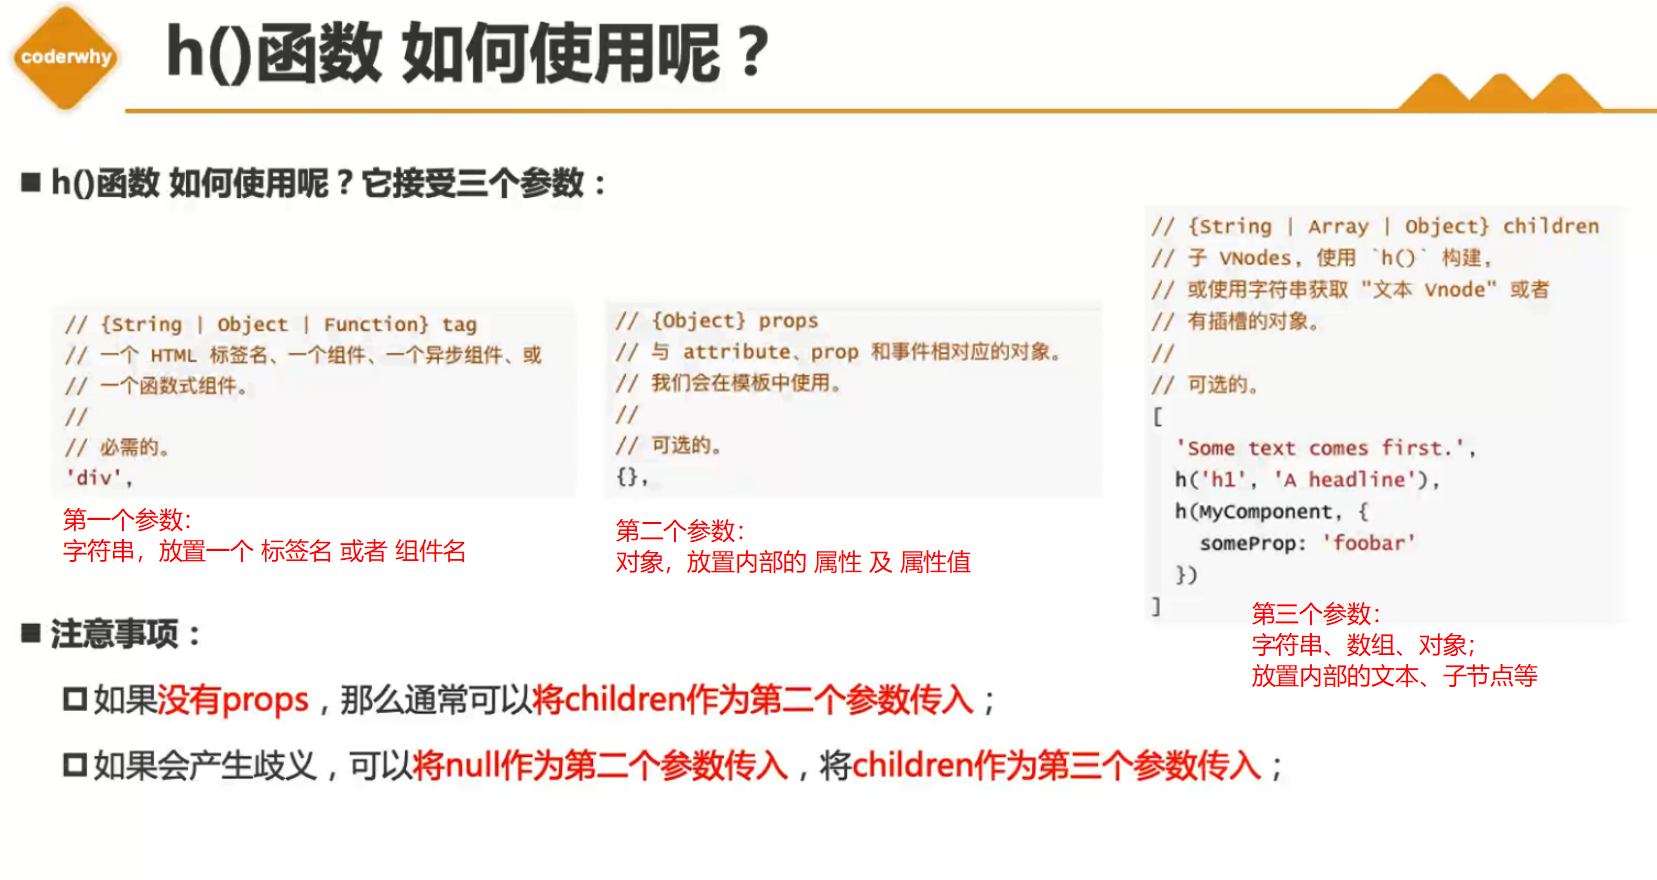 coderwhy
h()函数 如何使用呢？
h()函数 如何使用呢？它接受三个参数：
// {String | Object | Function} tag
// 一个 HTML 标签名、一个组件、一个异步组件、或
// 一个函数式组件。
//
// 必需的。
'div',
第一个参数：
字符串，放置一个 标签名 或者 组件名
// {Object} props
// 与 attribute、prop 和事件相对应的对象。
// 我们会在模板中使用。
//
// 可选的。
{},
第二个参数：
对象，放置内部的 属性 及 属性值
// {String | Array | Object} children
// 子 VNodes, 使用 `h()` 构建,
// 或使用字符串获取 "文本 Vnode" 或者
// 有插槽的对象。
//
// 可选的。
[
'Some text comes first.',
h('h1', 'A headline'),
h(MyComponent, {
someProp: 'foobar'
})
]
第三个参数：
字符串、数组、对象；
放置内部的文本、子节点等
注意事项：
如果没有props，那么通常可以将children作为第二个参数传入；
如果会产生歧义，可以将null作为第二个参数传入，将children作为第三个参数传入；